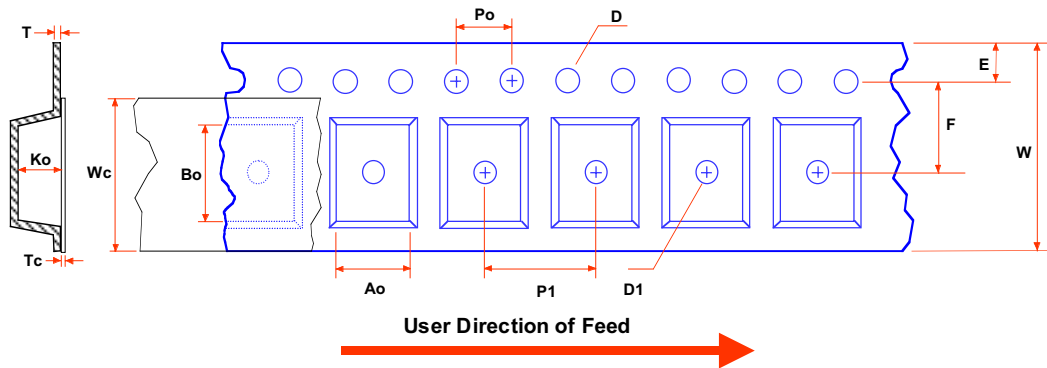 T
Po
D
E
F
W
Ko
Wc
Bo
Tc
Ao
P1
D1
User Direction of Feed